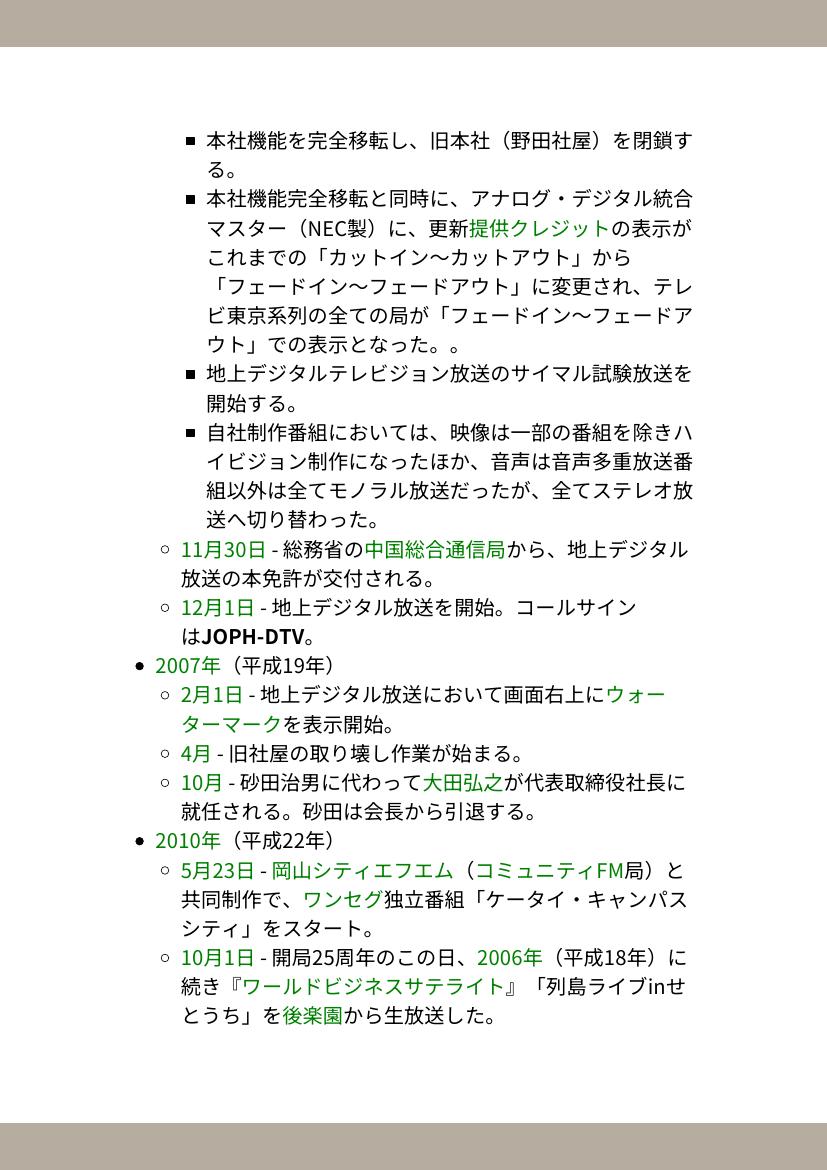 本社機能を完全移転し、旧本社（野田社屋）を閉鎖す
る。
本社機能完全移転と同時に、アナログ・デジタル統合
マスター（NEC製）に、更新提供クレジットの表示が
これまでの「カットイン〜カットアウト」から
「フェードイン〜フェードアウト」に変更され、テレ
ビ東京系列の全ての局が「フェードイン〜フェードア
ウト」での表示となった。。
地上デジタルテレビジョン放送のサイマル試験放送を
開始する。
自社制作番組においては、映像は一部の番組を除きハ
イビジョン制作になったほか、音声は音声多重放送番
組以外は全てモノラル放送だったが、全てステレオ放
送へ切り替わった。
11月30日 - 総務省の中国総合通信局から、地上デジタル
放送の本免許が交付される。
12月1日 - 地上デジタル放送を開始。コールサイン
はJOPH-DTV。
2007年（平成19年）
2月1日 - 地上デジタル放送において画面右上にウォー
ターマークを表示開始。
4月 - 旧社屋の取り壊し作業が始まる。
10月 - 砂田治男に代わって大田弘之が代表取締役社長に
就任される。砂田は会長から引退する。
2010年（平成22年）
5月23日 - 岡山シティエフエム（コミュニティFM局）と
共同制作で、ワンセグ独立番組「ケータイ・キャンパス
シティ」をスタート。
10月1日 - 開局25周年のこの日、2006年（平成18年）に
続き『ワールドビジネスサテライト』「列島ライブinせ
とうち」を後楽園から生放送した。